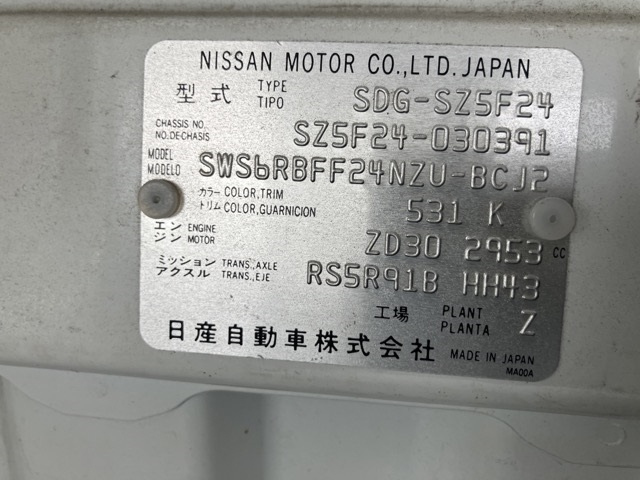 NISSAN MOTOR CO.,LTD. JAPAN
型式 TYPE TIPO SDG-SZ5F24
CHASSIS NO. NO.DECHASIS SZ5F24-030391
MODEL MODELO SWS6RBFF24NZU-BCJ2
カラー COLOR,TRIM
トリム COLOR,GUARNICION 531 K
エンジン ENGINE MOTOR ZD30 2953 CC
ミッション TRANS.,AXLE
アクスル TRANS.,EJE RS5R91B HH43
工場 PLANT PLANTA Z
日産自動車株式会社 MADE IN JAPAN
MA00A